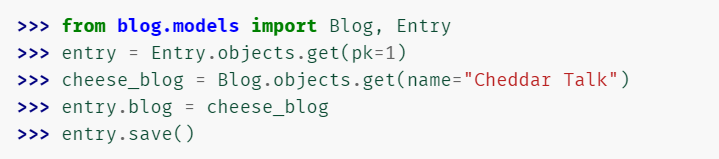 >>> from blog.models import Blog, Entry
>>> entry = Entry.objects.get(pk=1)
>>> cheese_blog = Blog.objects.get(name="Cheddar Talk")
>>> entry.blog = cheese_blog
>>> entry.save()